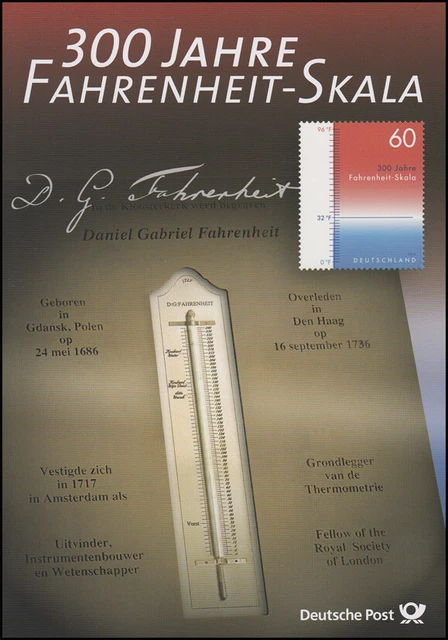 300 JAHRE
FAHRENHEIT-SKALA
96 °F
60
300 Jahre
Fahrenheit-Skala
32 °F
0 °F
DEUTSCHLAND
D. G. Fahrenheit
Daniel Gabriel Fahrenheit
Geboren
in
Gdańsk, Polen
op
24 mei 1686
Overleden
in
Den Haag
op
16 september 1736
D·G·FAHRENHEIT
Vestigde zich
in 1717
in Amsterdam als
Grondlegger
van de
Thermometrie
Vorst
Uitvinder,
Instrumentenbouwer
en Wetenschapper
Fellow of the
Royal Society
of London
Deutsche Post